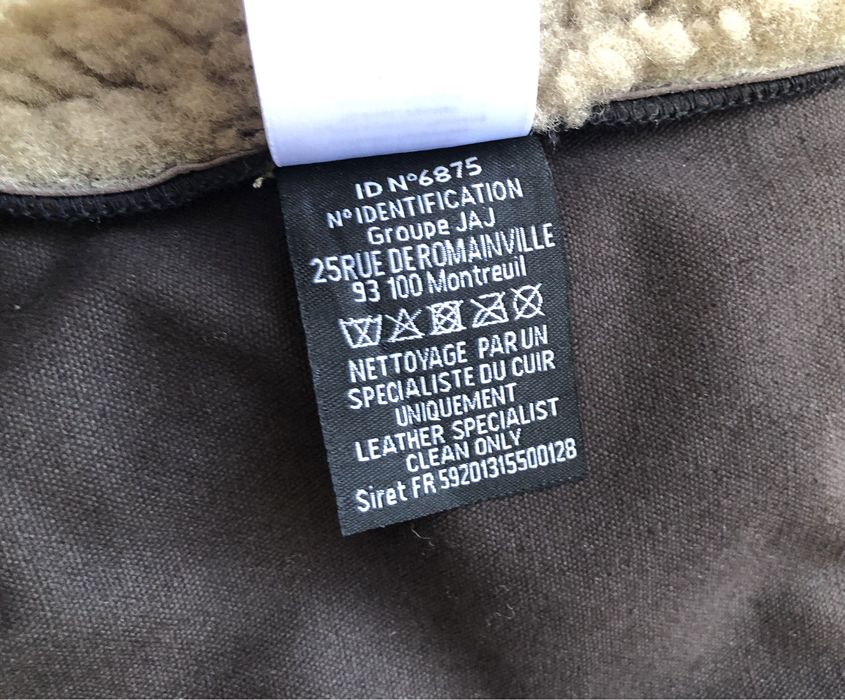 ID N°6875
N° IDENTIFICATION
Groupe JAJ
25RUE DE ROMAINVILLE
93 100 Montreuil
NETTOYAGE PAR UN
SPECIALISTE DU CUIR
UNIQUEMENT
LEATHER SPECIALIST
CLEAN ONLY
Siret FR 59201315500128